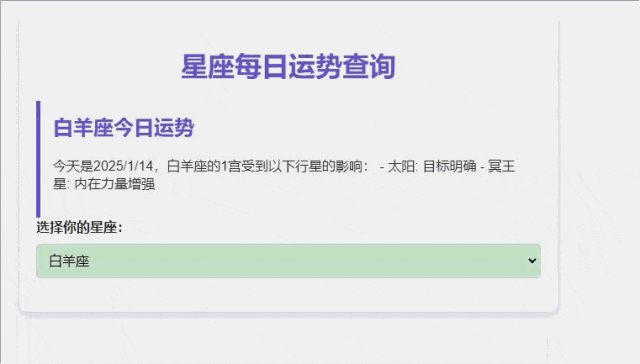 星座每日运势查询
白羊座今日运势
今天是2025/1/14，白羊座的1宫受到以下行星的影响： - 太阳: 目标明确 - 冥王
星: 内在力量增强
选择你的星座：
白羊座